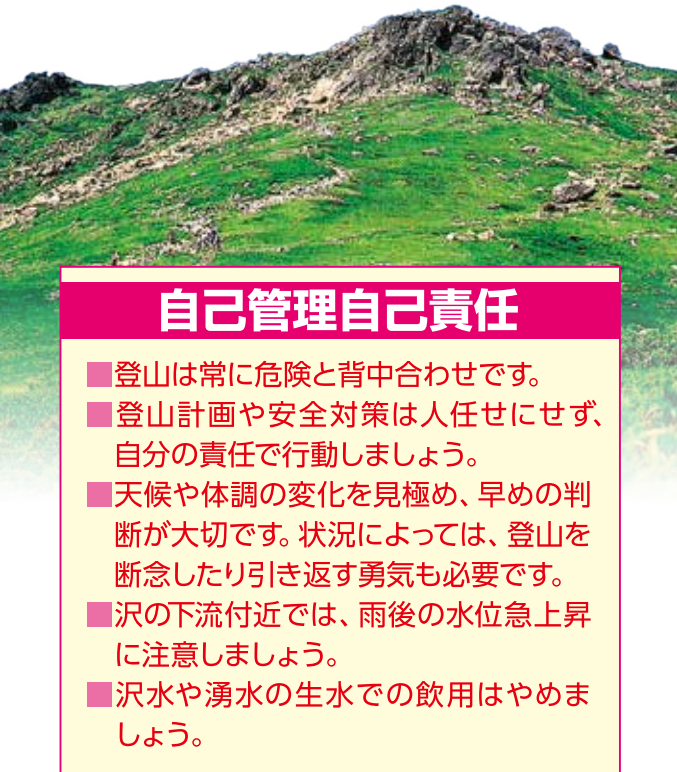 自己管理自己責任
■登山は常に危険と背中合わせです。
■登山計画や安全対策は人任せにせず、
自分の責任で行動しましょう。
■天候や体調の変化を見極め、早めの判
断が大切です。状況によっては、登山を
断念したり引き返す勇気も必要です。
■沢の下流付近では、雨後の水位急上昇
に注意しましょう。
■沢水や湧水の生水での飲用はやめま
しょう。